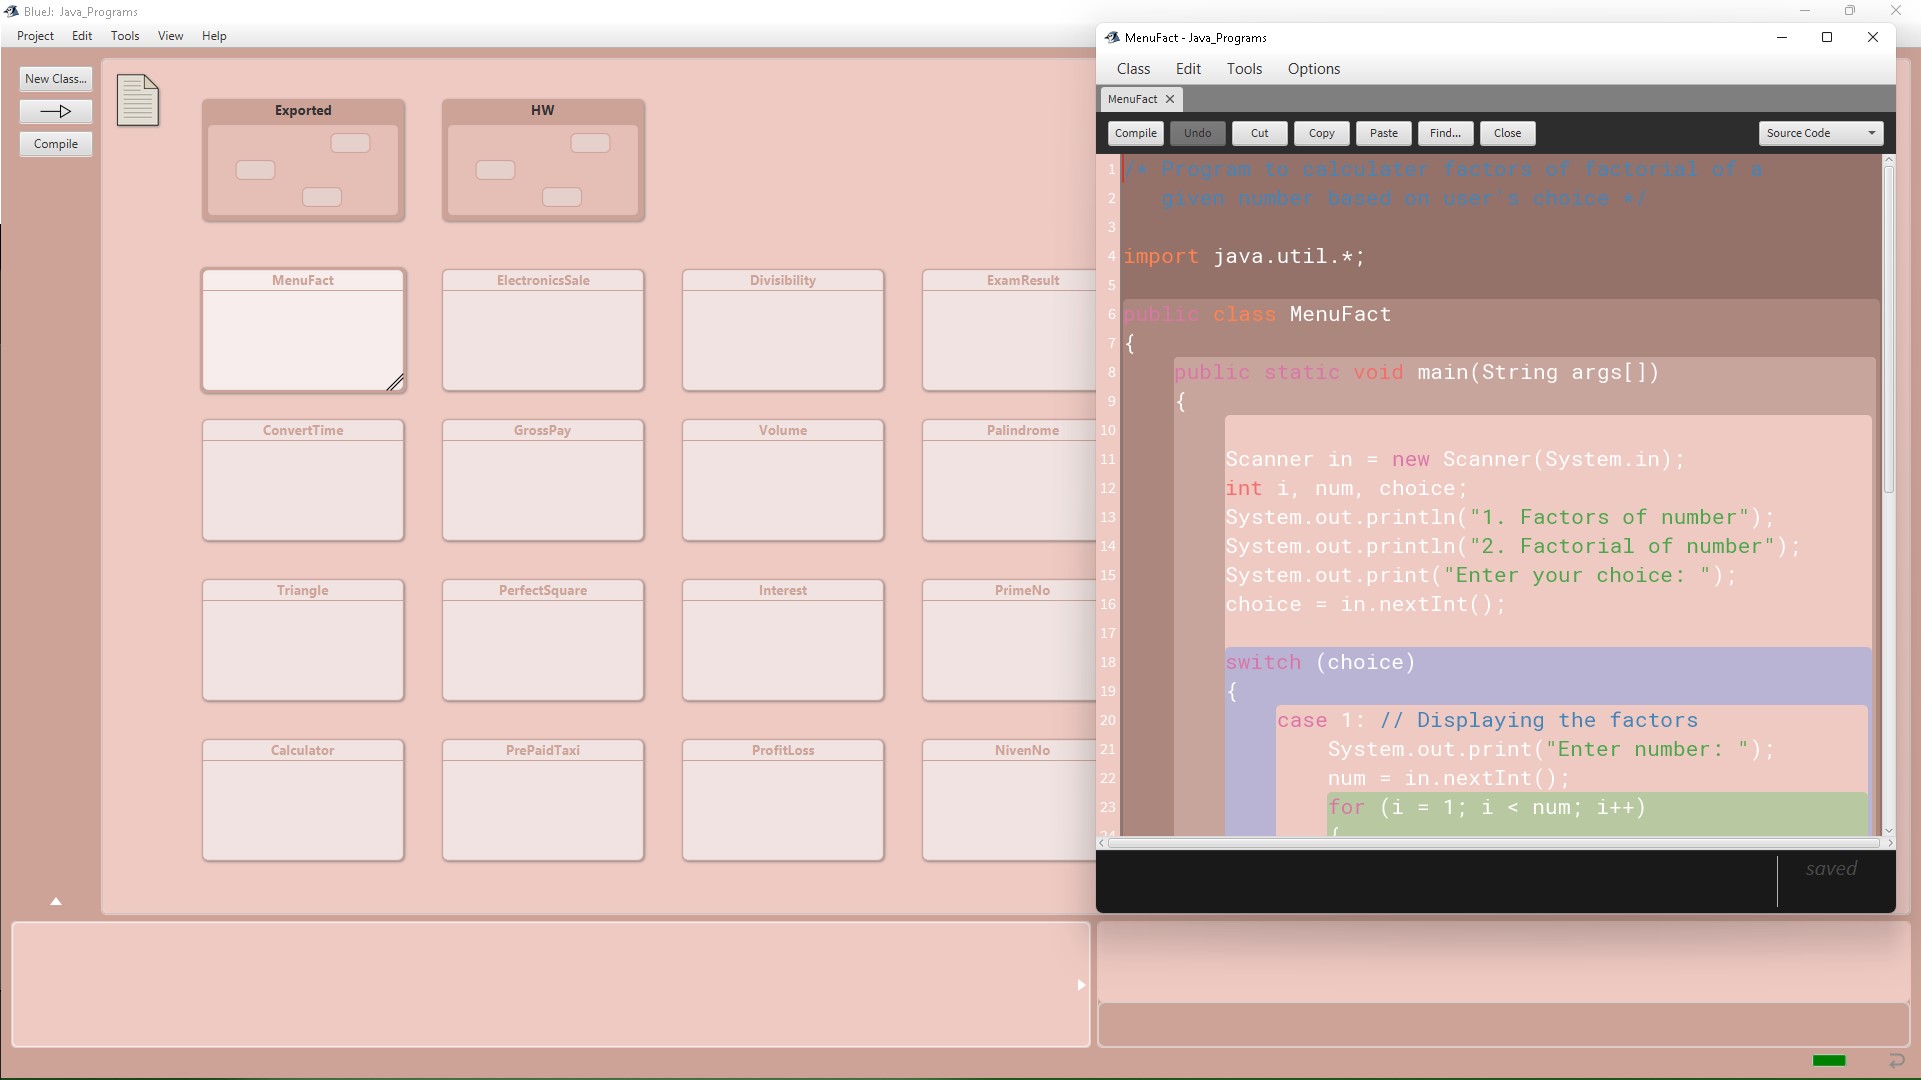 BlueJ: Java_Programs
Project Edit Tools View Help
New Class...
Compile
Exported
HW
MenuFact
ElectronicsSale
Divisibility
ExamResult
ConvertTime
GrossPay
Volume
Palindrome
Triangle
PerfectSquare
Interest
PrimeNo
Calculator
PrePaidTaxi
ProfitLoss
NivenNo
MenuFact - Java_Programs
Class Edit Tools Options
MenuFact
Compile Undo Cut Copy Paste Find... Close Source Code
1 /* Program to calculater factors of factorial of a
2 given number based on user's choice */
3
4 import java.util.*;
5
6 public class MenuFact
7 {
8 public static void main(String args[])
9 {
10
11 Scanner in = new Scanner(System.in);
12 int i, num, choice;
13 System.out.println("1. Factors of number");
14 System.out.println("2. Factorial of number");
15 System.out.print("Enter your choice: ");
16 choice = in.nextInt();
17
18 switch (choice)
19 {
20 case 1: // Displaying the factors
21 System.out.print("Enter number: ");
22 num = in.nextInt();
23 for (i = 1; i < num; i++)
24 {
saved